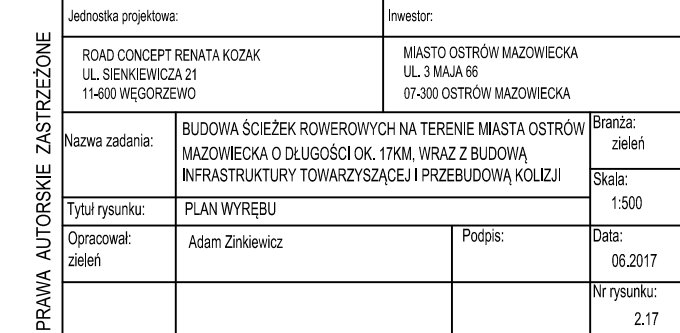 PRAWA AUTORSKIE ZASTRZEŻONE
Jednostka projektowa:
ROAD CONCEPT RENATA KOZAK
UL. SIENKIEWICZA 21
11-600 WĘGORZEWO
Inwestor:
MIASTO OSTRÓW MAZOWIECKA
UL. 3 MAJA 66
07-300 OSTRÓW MAZOWIECKA
Nazwa zadania:
BUDOWA ŚCIEŻEK ROWEROWYCH NA TERENIE MIASTA OSTRÓW
MAZOWIECKA O DŁUGOŚCI OK. 17KM, WRAZ Z BUDOWĄ
INFRASTRUKTURY TOWARZYSZĄCEJ I PRZEBUDOWĄ KOLIZJI
Branża:
zieleń
Skala:
1:500
Tytuł rysunku:
PLAN WYRĘBU
Opracował:
zieleń
Adam Zinkiewicz
Podpis:
Data:
06.2017
Nr rysunku:
2.17